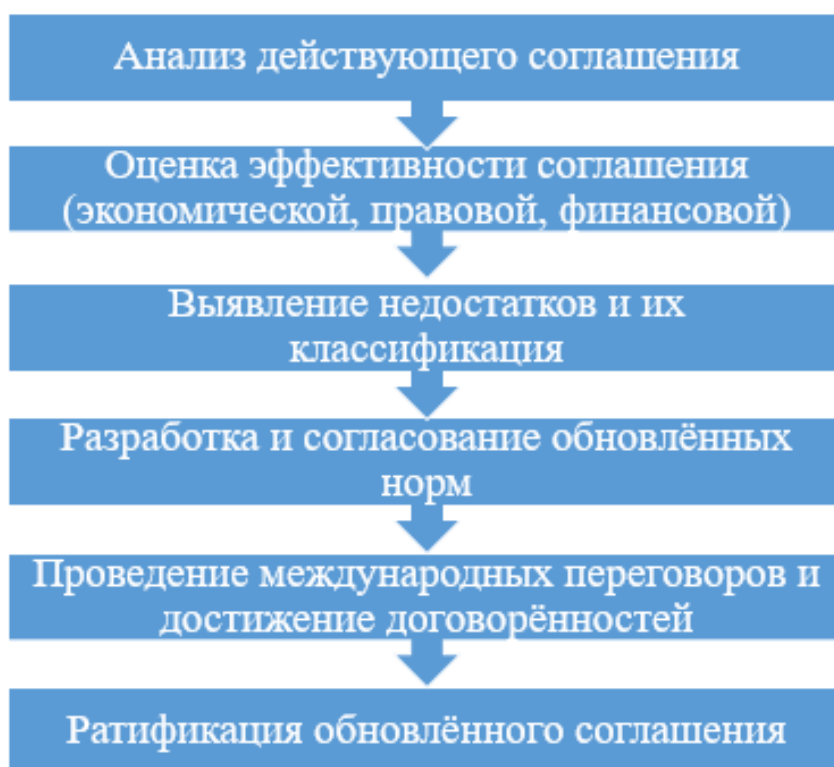 Анализ действующего соглашения
Оценка эффективности соглашения
(экономической, правовой, финансовой)
Выявление недостатков и их
классификация
Разработка и согласование обновлённых
норм
Проведение международных переговоров и
достижение договорённостей
Ратификация обновлённого соглашения